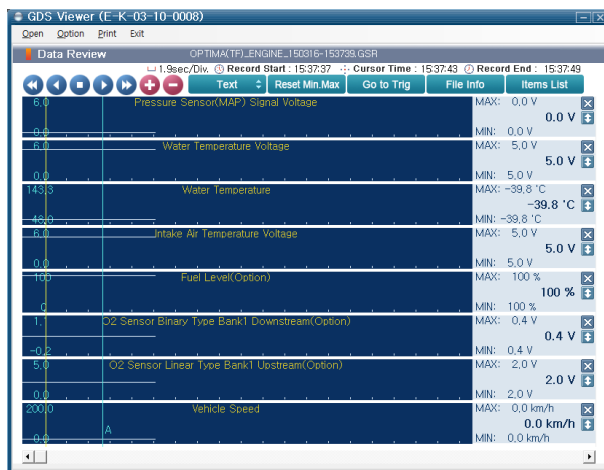 GDS Viewer (E-K-03-10-0008)
Open Option Print Exit
Data Review OPTIMA(TF)_ENGINE_150316-153739.GSR
1.9sec/Div. Record Start : 15:37:37 Cursor Time : 15:37:43 Record End : 15:37:49
Text Reset Min.Max Go to Trig File Info Items List
6.0 Pressure Sensor(MAP) Signal Voltage MAX: 0.0 V
0.0 V
0.0 MIN: 0.0 V
6.0 Water Temperature Voltage MAX: 5.0 V
5.0 V
0.0 MIN: 5.0 V
143.3 Water Temperature MAX: -39.8 'C
-39.8 'C
MIN: -39.8 'C
6.0 Intake Air Temperature Voltage MAX: 5.0 V
5.0 V
0.0 MIN: 5.0 V
100 Fuel Level(Option) MAX: 100 %
100 %
0 MIN: 100 %
O2 Sensor Binary Type Bank1 Downstream(Option) MAX: 0.4 V
0.4 V
-0.2 MIN: 0.4 V
5.0 O2 Sensor Linear Type Bank1 Upstream(Option) MAX: 2.0 V
2.0 V
0.0 MIN: 2.0 V
200.0 Vehicle Speed MAX: 0.0 km/h
0.0 km/h
A
0.0 MIN: 0.0 km/h